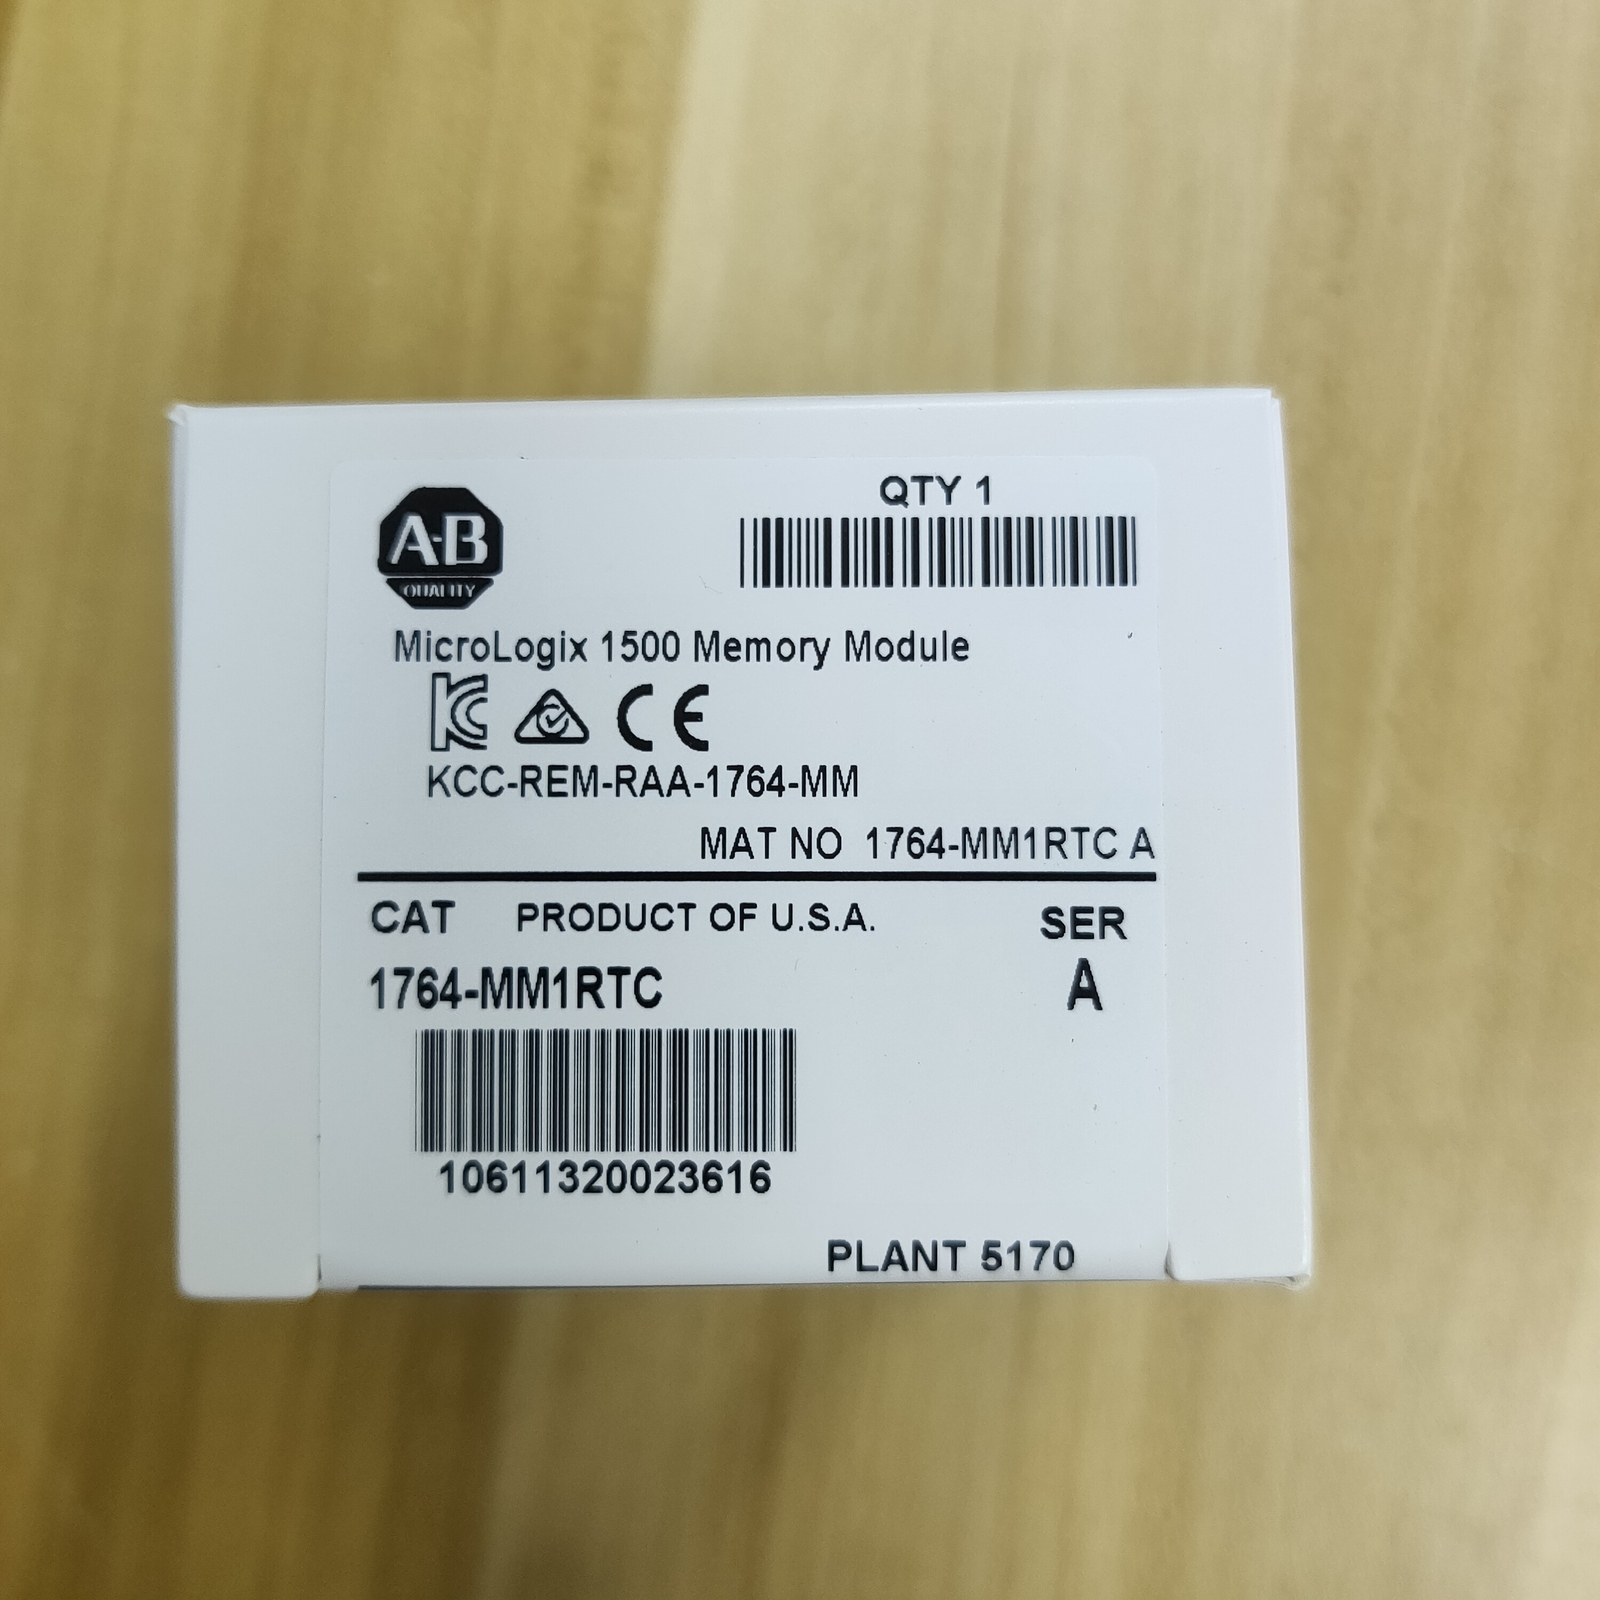 A-B
QUALITY
QTY 1
MicroLogix 1500 Memory Module
KCC-REM-RAA-1764-MM
MAT NO 1764-MM1RTC A
CAT PRODUCT OF U.S.A. SER
1764-MM1RTC A
10611320023616
PLANT 5170